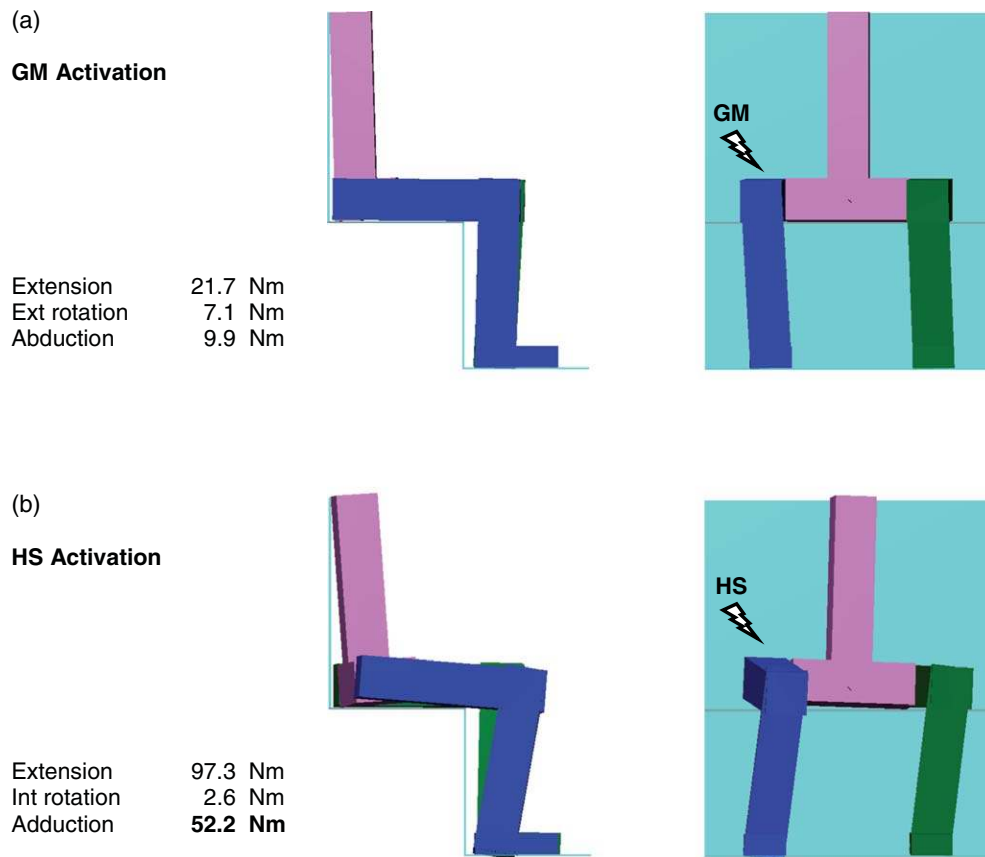 (a)
GM Activation
GM
Extension 21.7 Nm
Ext rotation 7.1 Nm
Abduction 9.9 Nm
(b)
HS Activation
HS
Extension 97.3 Nm
Int rotation 2.6 Nm
Adduction 52.2 Nm